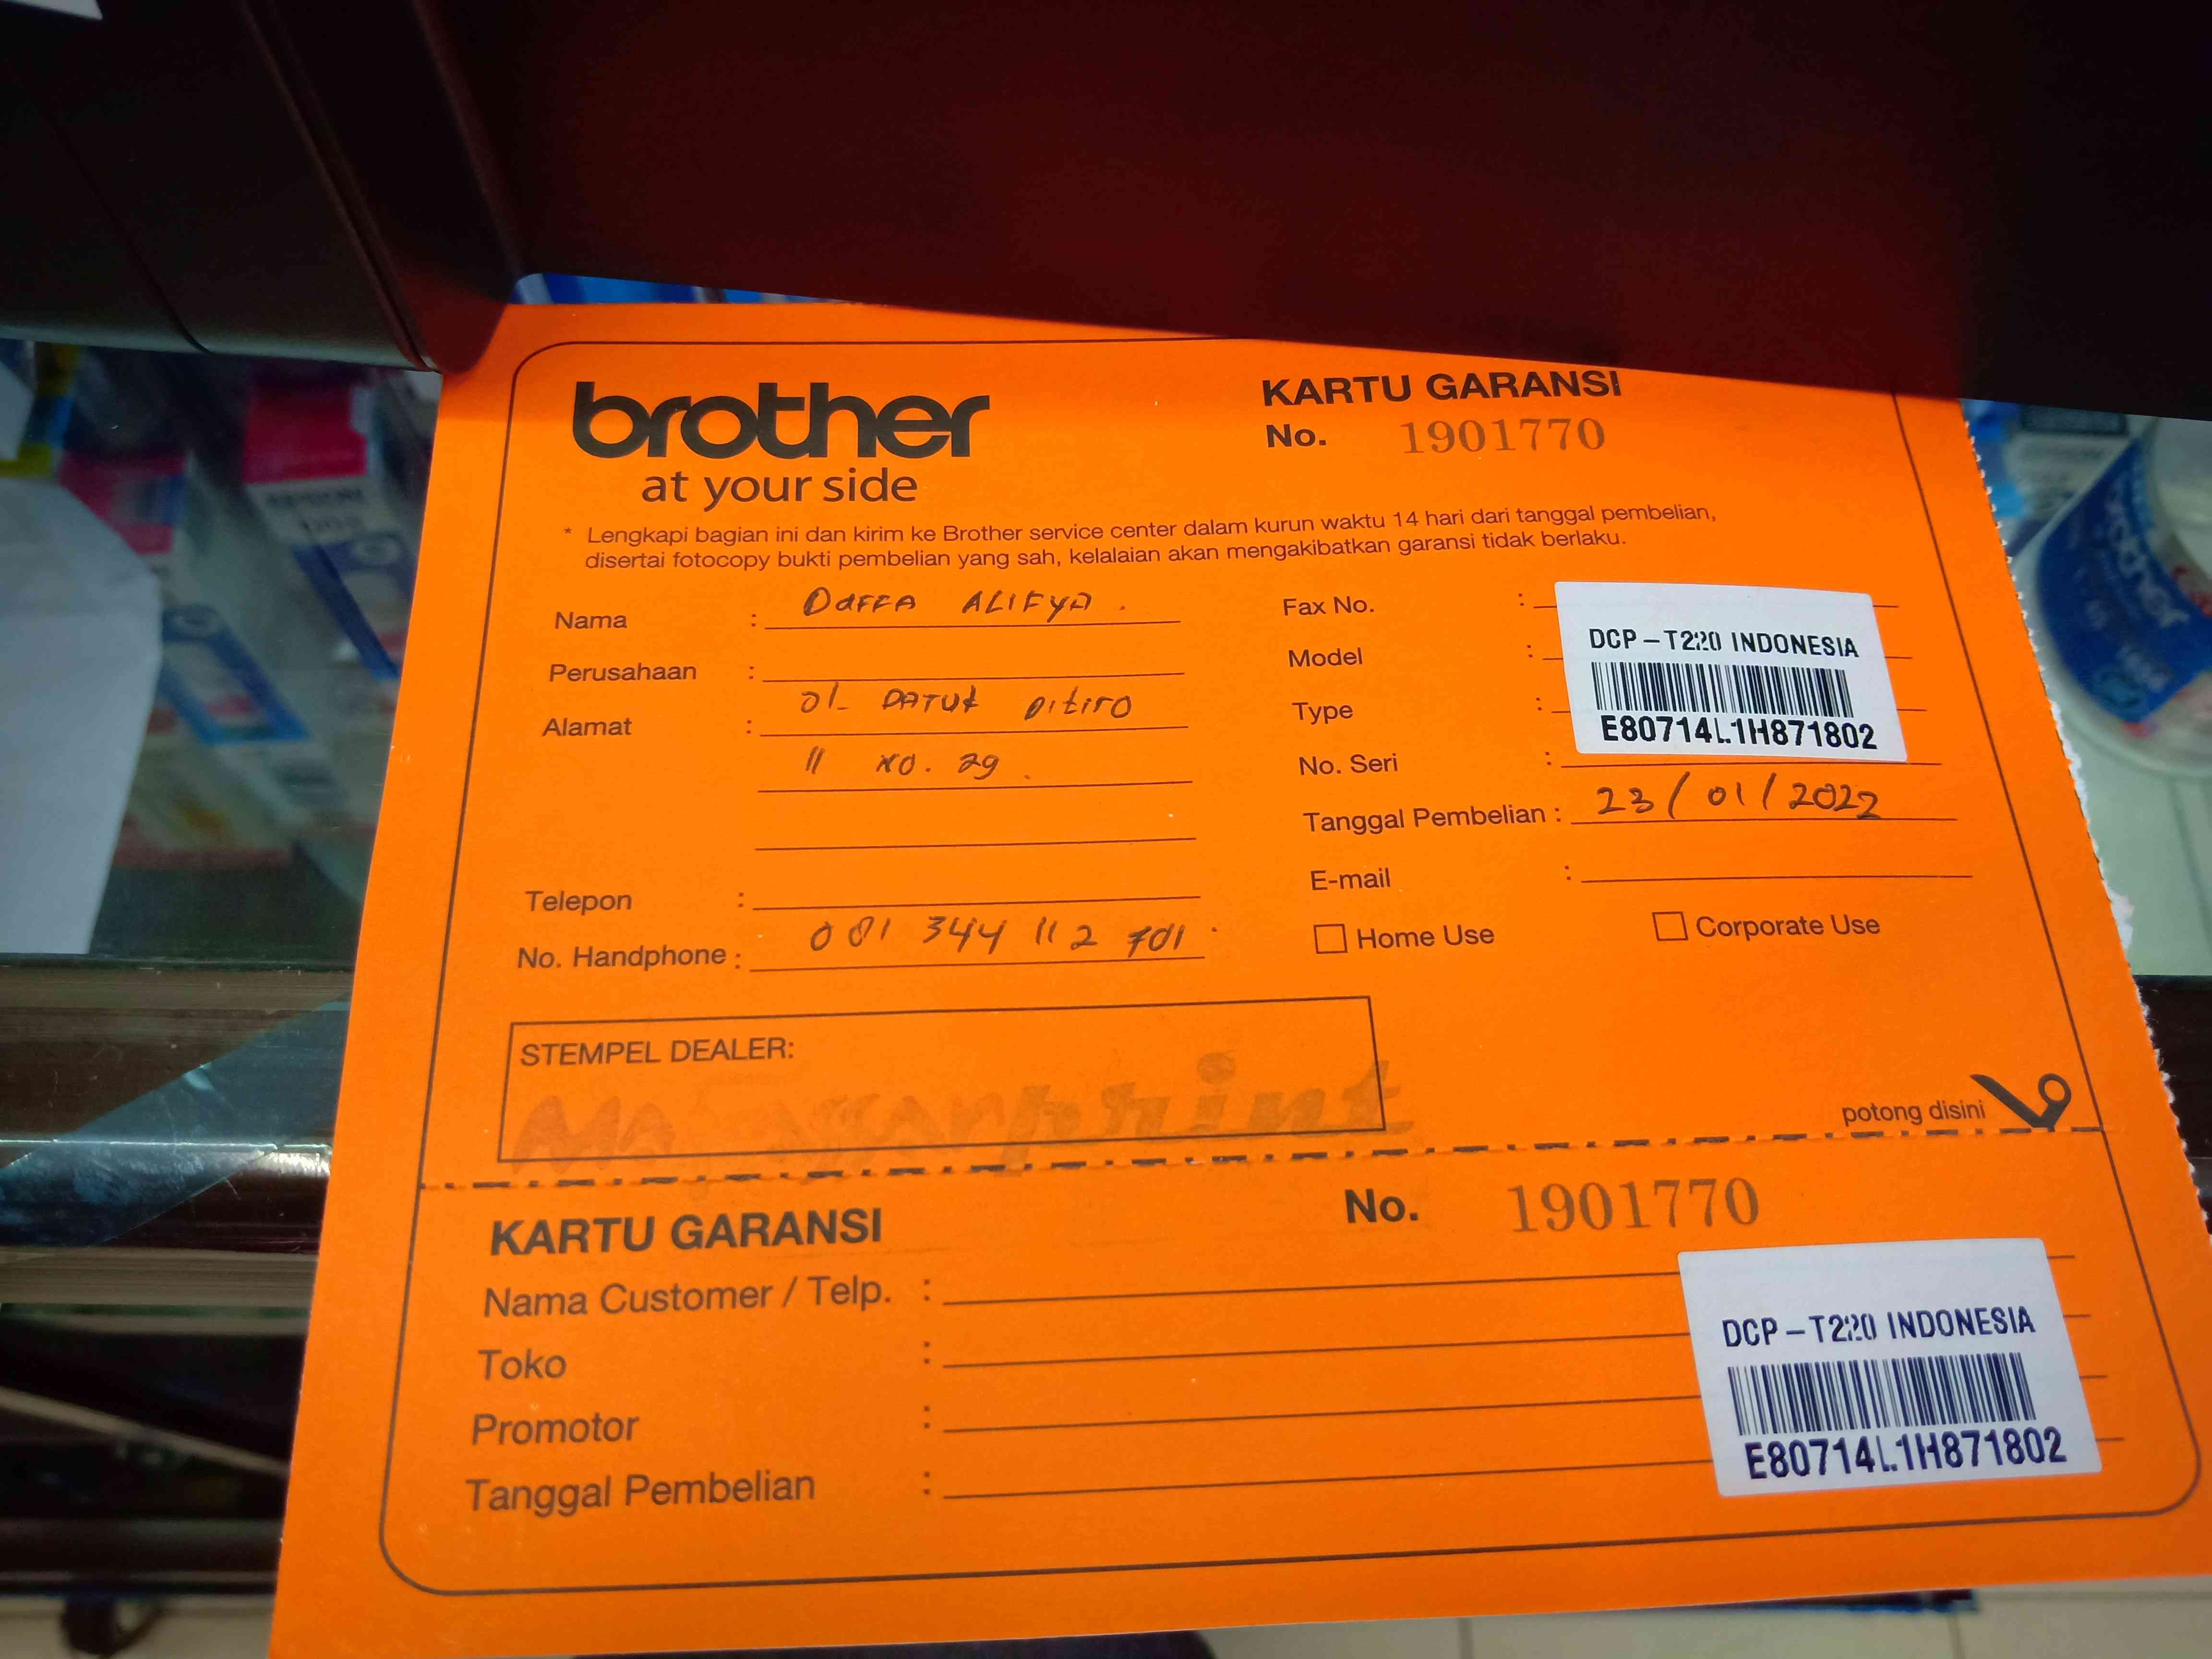 brother
at your side
KARTU GARANSI
No. 1901770
* Lengkapi bagian ini dan kirim ke Brother service center dalam kurun waktu 14 hari dari tanggal pembelian,
disertai fotocopy bukti pembelian yang sah, kelalaian akan mengakibatkan garansi tidak berlaku.
Nama : Daffa ALIFYA
Perusahaan :
Alamat : Jl. DATUK Ditiro
11 NO. 29
Telepon :
No. Handphone : 081 344 112 701
Fax No. :
Model :
Type :
No. Seri :
DCP-T220 INDONESIA
E80714L1H871802
Tanggal Pembelian : 23/01/2022
E-mail :
Home Use
Corporate Use
STEMPEL DEALER:
potong disini
KARTU GARANSI
No. 1901770
Nama Customer / Telp. :
Toko :
Promotor :
Tanggal Pembelian :
DCP-T220 INDONESIA
E80714L1H871802